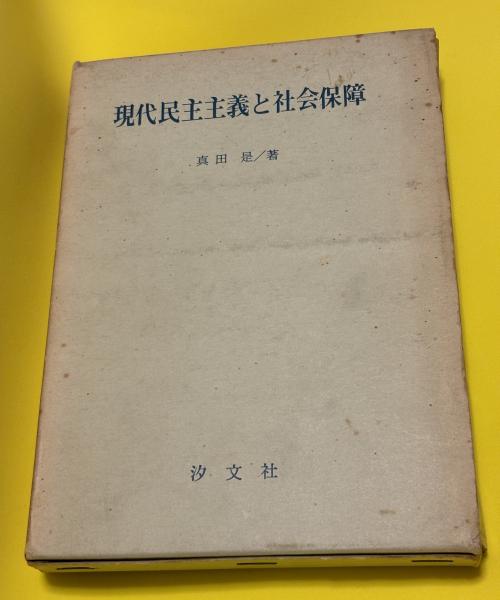 現代民主主義と社会保障
真田 是／著
汐文社